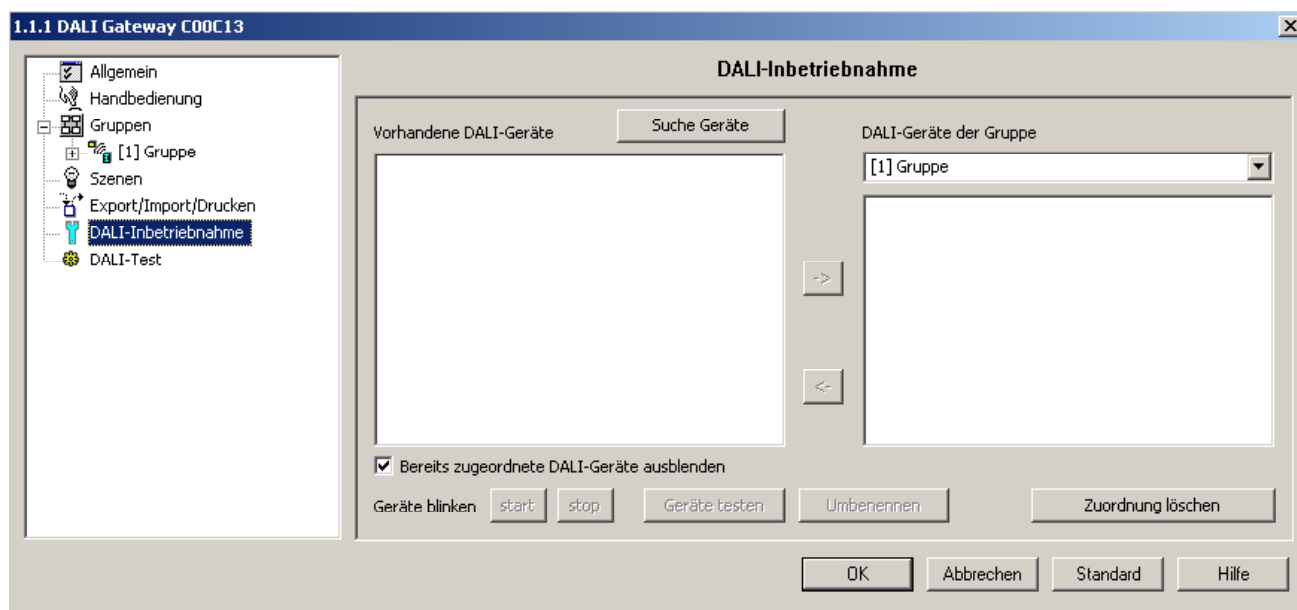 1.1.1 DALI Gateway C00C13
Allgemein
Handbedienung
Gruppen
[1] Gruppe
Szenen
Export/Import/Drucken
DALI-Inbetriebnahme
DALI-Test
DALI-Inbetriebnahme
Vorhandene DALI-Geräte
Suche Geräte
DALI-Geräte der Gruppe
[1] Gruppe
->
<-
Bereits zugeordnete DALI-Geräte ausblenden
Geräte blinken start stop Geräte testen Umbenennen Zuordnung löschen
OK Abbrechen Standard Hilfe